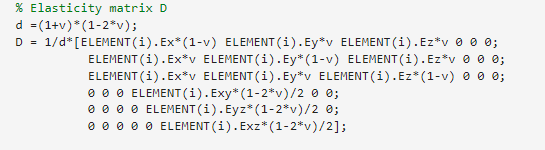 % Elasticity matrix D
d =(1+v)*(1-2*v);
D = 1/d*[ELEMENT(i).Ex*(1-v) ELEMENT(i).Ey*v ELEMENT(i).Ez*v 0 0 0;
ELEMENT(i).Ex*v ELEMENT(i).Ey*(1-v) ELEMENT(i).Ez*v 0 0 0;
ELEMENT(i).Ex*v ELEMENT(i).Ey*v ELEMENT(i).Ez*(1-v) 0 0 0;
0 0 0 ELEMENT(i).Exy*(1-2*v)/2 0 0;
0 0 0 0 ELEMENT(i).Eyz*(1-2*v)/2 0;
0 0 0 0 0 ELEMENT(i).Exz*(1-2*v)/2];